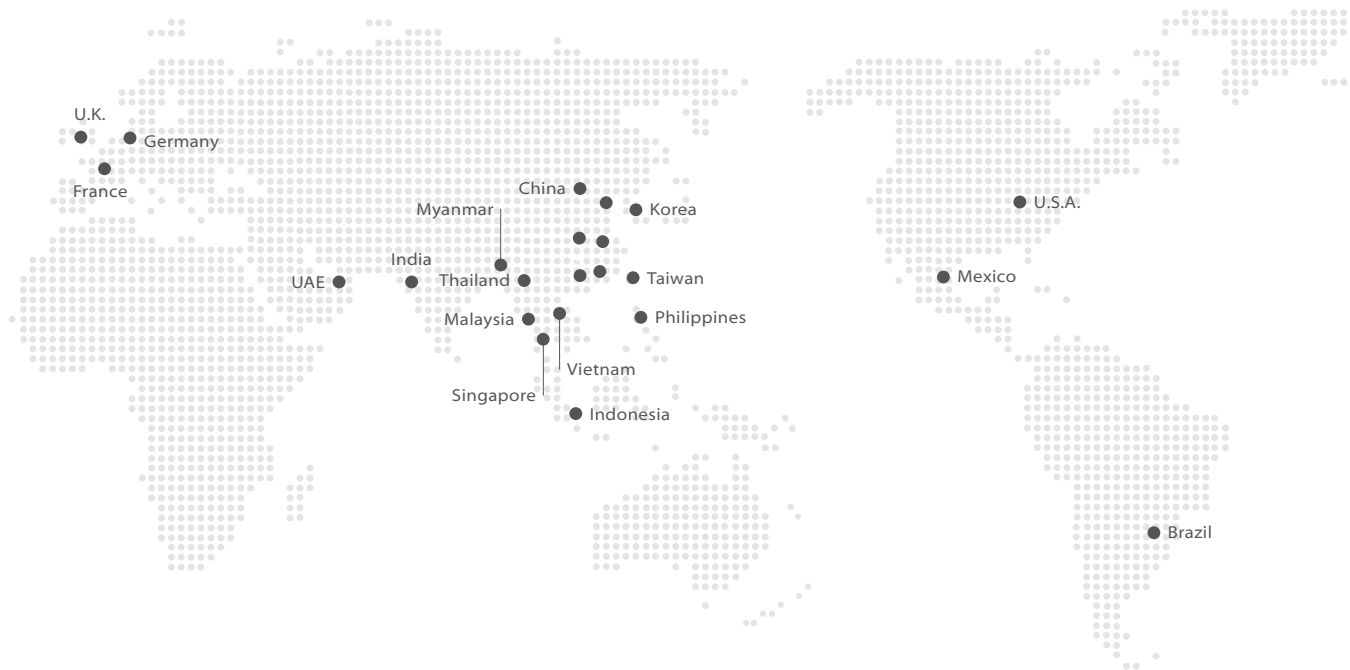 U.K.
Germany
France
China
Myanmar
Korea
U.S.A.
India
UAE
Thailand
Taiwan
Mexico
Malaysia
Philippines
Vietnam
Singapore
Indonesia
Brazil